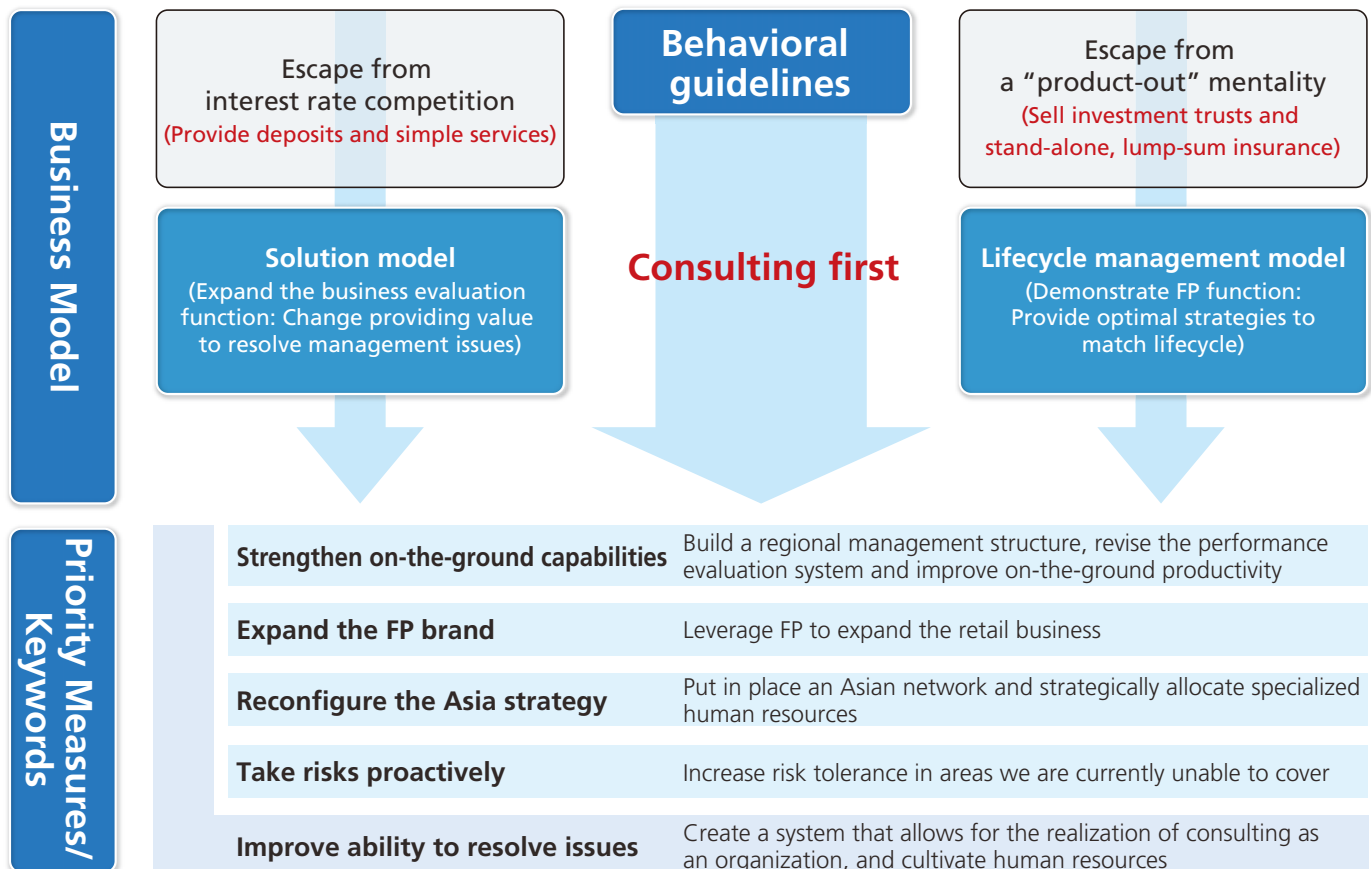 Business Model
Escape from
interest rate competition
(Provide deposits and simple services)
Behavioral
guidelines
Escape from
a “product-out” mentality
(Sell investment trusts and
stand-alone, lump-sum insurance)
Solution model
(Expand the business evaluation
function: Change providing value
to resolve management issues)
Consulting first
Lifecycle management model
(Demonstrate FP function:
Provide optimal strategies to
match lifecycle)
Priority Measures/
Keywords
Strengthen on-the-ground capabilities
Build a regional management structure, revise the performance
evaluation system and improve on-the-ground productivity
Expand the FP brand
Leverage FP to expand the retail business
Reconfigure the Asia strategy
Put in place an Asian network and strategically allocate specialized
human resources
Take risks proactively
Increase risk tolerance in areas we are currently unable to cover
Improve ability to resolve issues
Create a system that allows for the realization of consulting as
an organization, and cultivate human resources